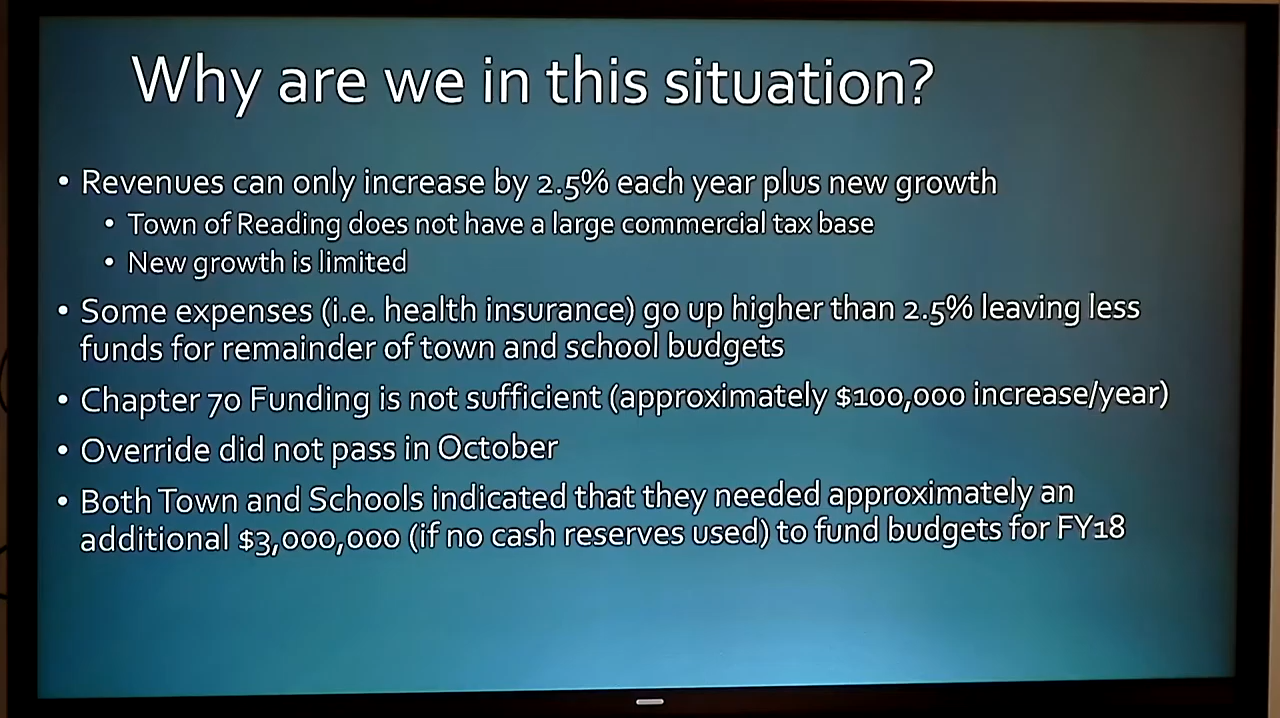 Why are we in this situation?
• Revenues can only increase by 2.5% each year plus new growth
• Town of Reading does not have a large commercial tax base
• New growth is limited
• Some expenses (i.e. health insurance) go up higher than 2.5% leaving less
funds for remainder of town and school budgets
• Chapter 70 Funding is not sufficient (approximately $100,000 increase/year)
• Override did not pass in October
• Both Town and Schools indicated that they needed approximately an
additional $3,000,000 (if no cash reserves used) to fund budgets for FY18